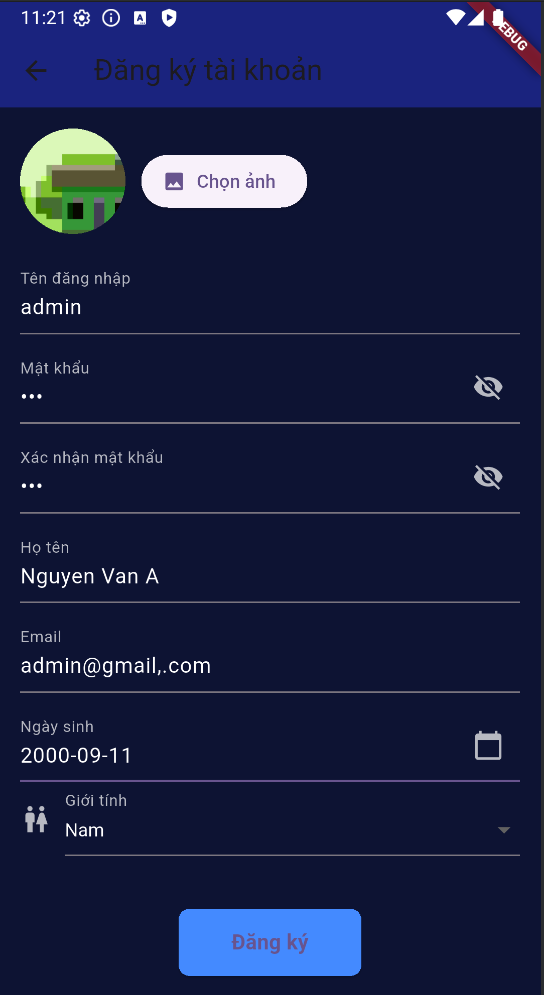 11:21
DEBUG
Đăng ký tài khoản
Chọn ảnh
Tên đăng nhập
admin
Mật khẩu
•••
Xác nhận mật khẩu
•••
Họ tên
Nguyen Van A
Email
admin@gmail,.com
Ngày sinh
2000-09-11
Giới tính
Nam
Đăng ký